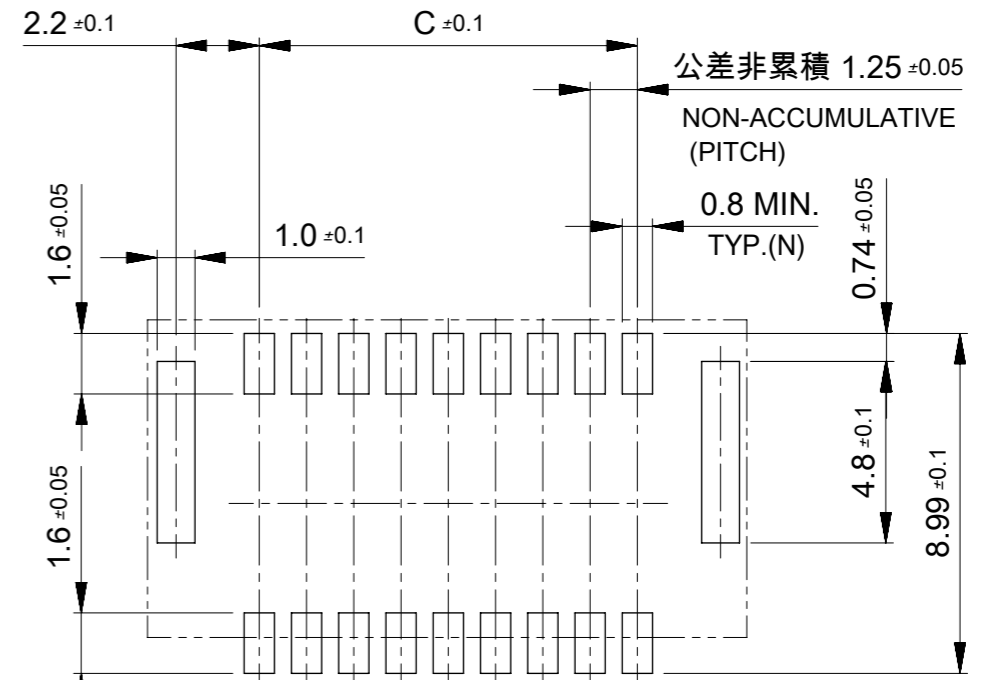 2.2 ±0.1
C ±0.1
公差非累積 1.25 ±0.05
NON-ACCUMULATIVE
(PITCH)
0.8 MIN.
TYP.(N)
1.0 ±0.1
1.6 ±0.05
0.74 ±0.05
1.6 ±0.05
4.8 ±0.1
8.99 ±0.1